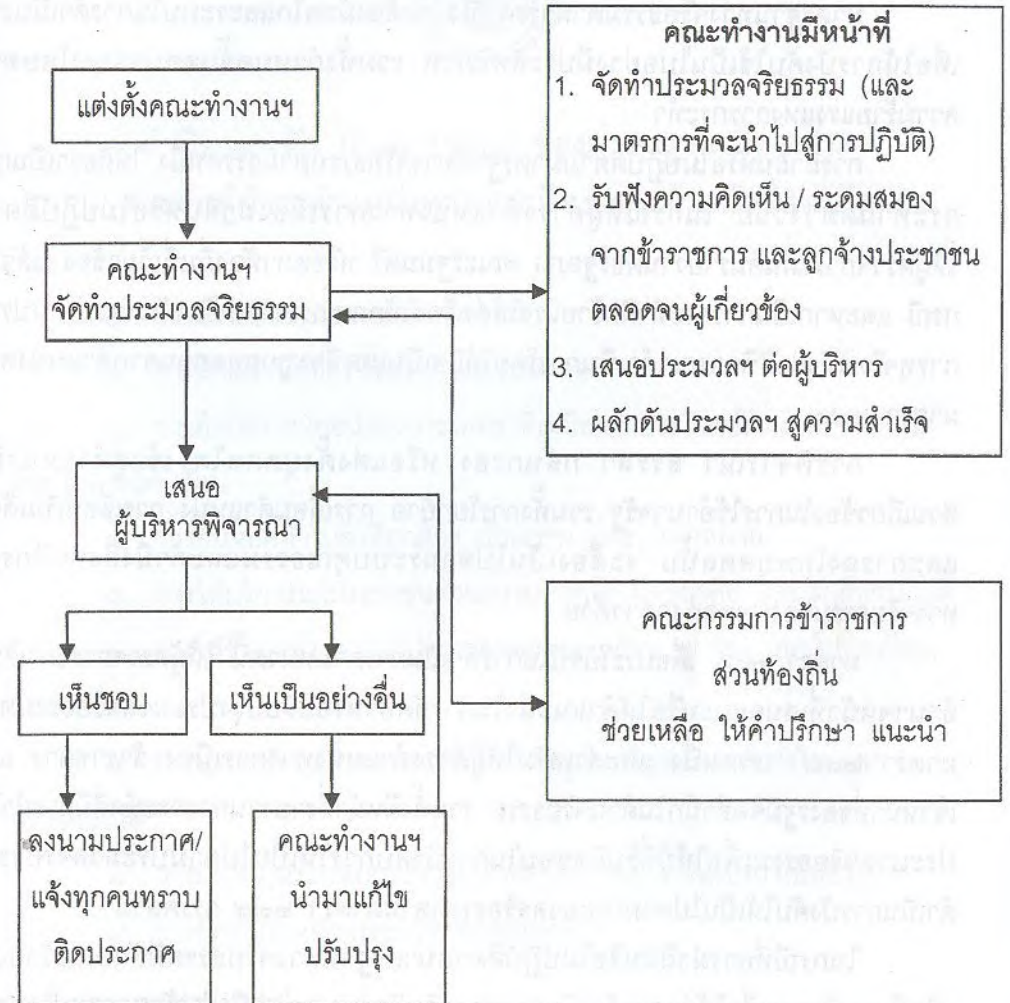 แต่งตั้งคณะทำงานฯ
คณะทำงานฯ
จัดทำประมวลจริยธรรม
คณะทำงานมีหน้าที่
1. จัดทำประมวลจริยธรรม (และ
มาตรการที่จะนำไปสู่การปฏิบัติ)
2. รับฟังความคิดเห็น / ระดมสมอง
จากข้าราชการ และลูกจ้างประชาชน
ตลอดจนผู้เกี่ยวข้อง
3. เสนอประมวลฯ ต่อผู้บริหาร
4. ผลักดันประมวลฯ สู่ความสำเร็จ
เสนอ
ผู้บริหารพิจารณา
คณะกรรมการข้าราชการ
ส่วนท้องถิ่น
ช่วยเหลือ ให้คำปรึกษา แนะนำ
เห็นชอบ
เห็นเป็นอย่างอื่น
ลงนามประกาศ/
แจ้งทุกคนทราบ
ติดประกาศ
คณะทำงานฯ
นำมาแก้ไข
ปรับปรุง